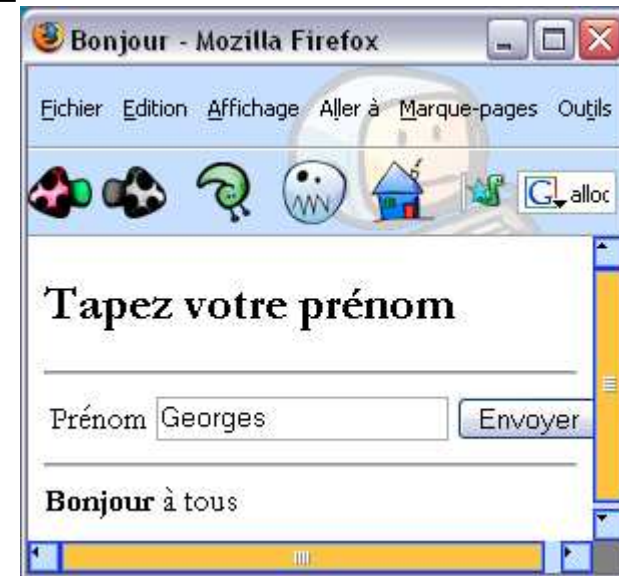 Bonjour - Mozilla Firefox
Fichier Edition Affichage Aller à Marque-pages Outils
G alloc
Tapez votre prénom
Prénom Georges Envoyer
Bonjour à tous